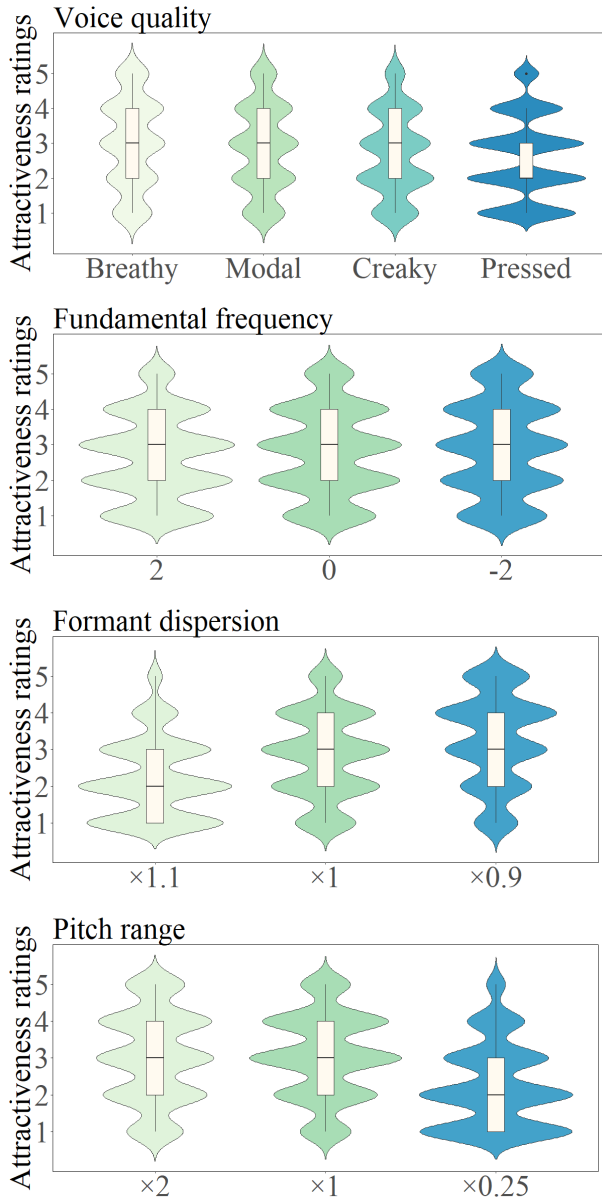 Voice quality
Attractiveness ratings
5
4
3
2
1
Breathy Modal Creaky Pressed
Fundamental frequency
Attractiveness ratings
5
4
3
2
1
2 0 -2
Formant dispersion
Attractiveness ratings
5
4
3
2
1
×1.1 ×1 ×0.9
Pitch range
Attractiveness ratings
5
4
3
2
1
×2 ×1 ×0.25